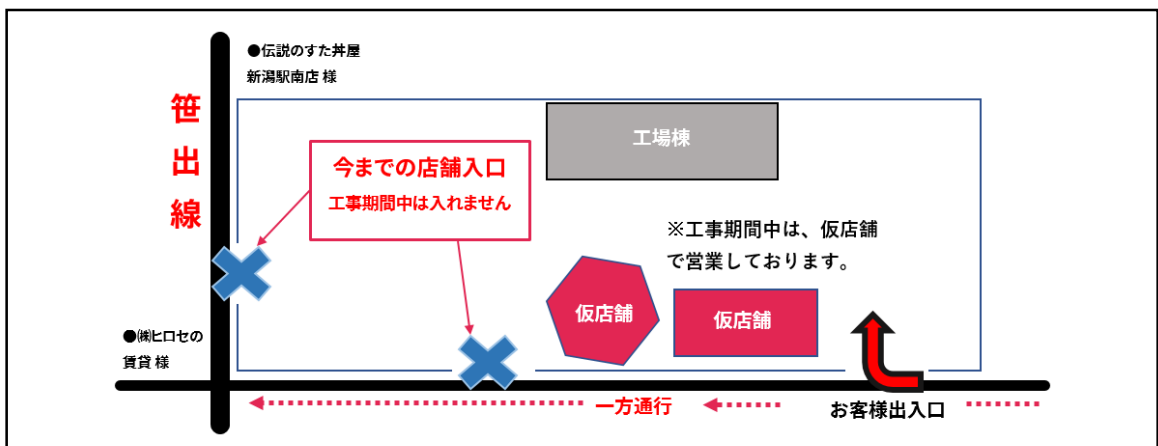 ●伝説のすた丼屋
新潟駅南店 様
笹出線
今までの店舗入口
工事期間中は入れません
工場棟
※工事期間中は、仮店舗
で営業しております。
仮店舗
仮店舗
●㈱ヒロセの
賃貸 様
一方通行
お客様出入口